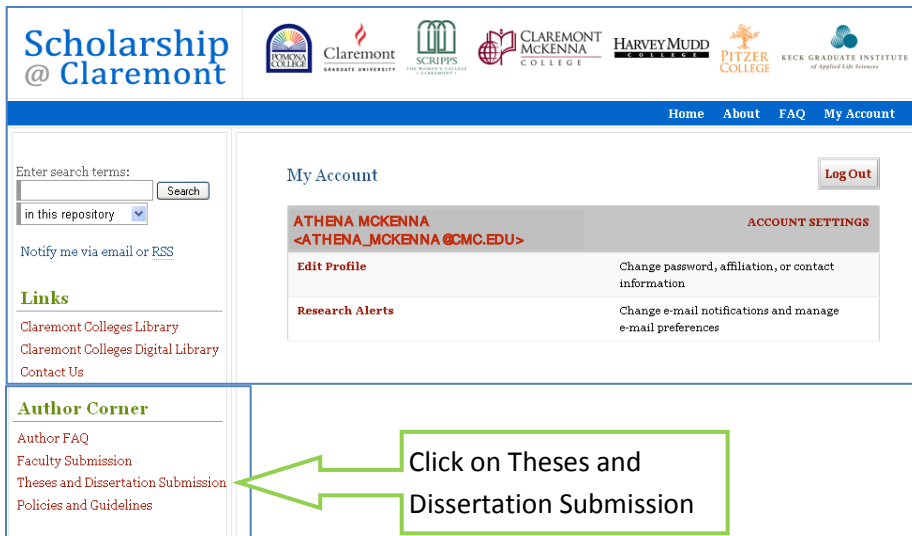 Scholarship
@ Claremont
POMONA
COLLEGE
Claremont
GRADUATE UNIVERSITY
SCRIPPS
THE WOMEN'S COLLEGE
• CLAREMONT •
CLAREMONT
MCKENNA
COLLEGE
HARVEY MUDD
COLLEGE
PITZER
COLLEGE
KECK GRADUATE INSTITUTE
of Applied Life Sciences
Home About FAQ My Account
Enter search terms:
Search
in this repository
Notify me via email or RSS
Links
Claremont Colleges Library
Claremont Colleges Digital Library
Contact Us
My Account
Log Out
ATHENA MCKENNA
<ATHENA_MCKENNA@CMC.EDU>
ACCOUNT SETTINGS
Edit Profile
Change password, affiliation, or contact
information
Research Alerts
Change e-mail notifications and manage
e-mail preferences
Author Corner
Author FAQ
Faculty Submission
Theses and Dissertation Submission
Policies and Guidelines
Click on Theses and
Dissertation Submission